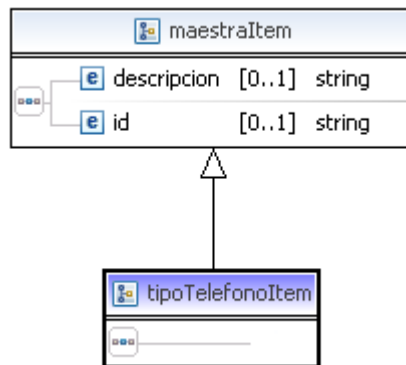 maestraItem
e descripcion [0..1] string
e id [0..1] string
tipoTelefonoItem